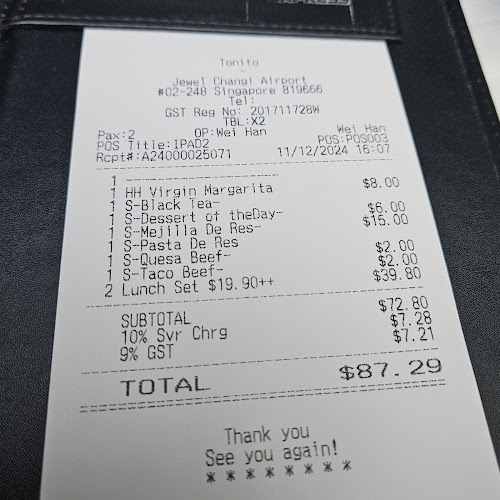 Tonito
-
Jewel Changi Airport
#02-248 Singapore 819666
Tel:
GST Reg No: 201711728W
TBL:X2
Pax:2 OP:Wei Han Wei Han
POS Title:IPAD2 POS:POS003
Rcpt#:A24000025071 11/12/2024 16:07
1 --------------------
1 HH Virgin Margarita $8.00
1 S-Black Tea-
1 S-Dessert of theDay- $6.00
1 S-Mejilla De Res- $15.00
1 S-Pasta De Res
1 S-Quesa Beef- $2.00
1 S-Taco Beef- $2.00
2 Lunch Set $19.90++ $39.80
SUBTOTAL $72.80
10% Svr Chrg $7.28
9% GST $7.21
TOTAL $87.29
Thank you
See you again!
* * * * * * * *